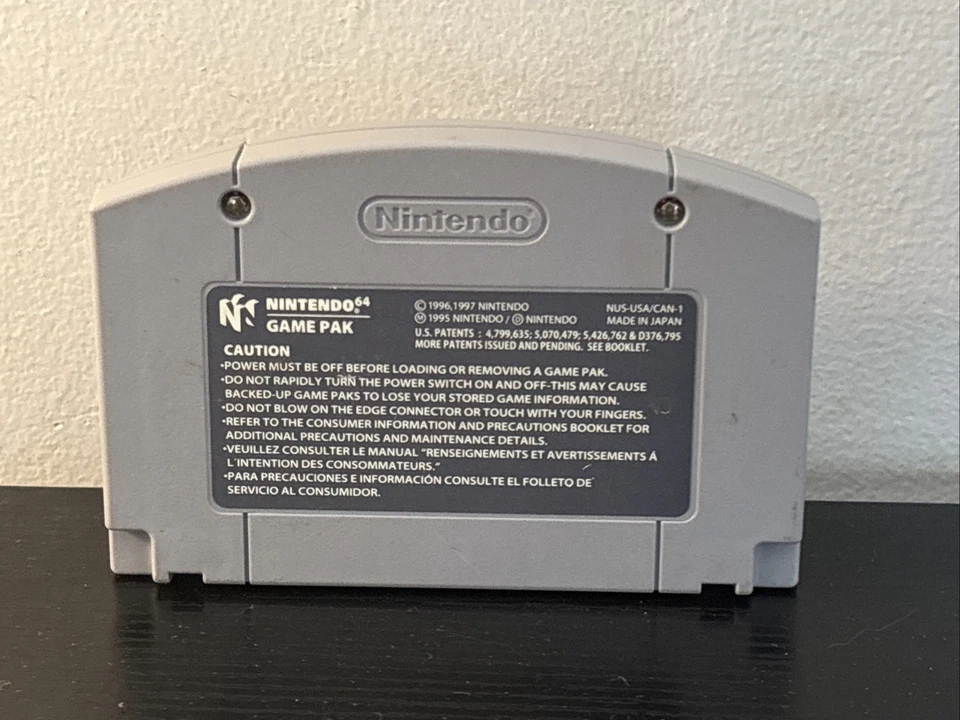 Nintendo®
NINTENDO64®
GAME PAK
©1996,1997 NINTENDO
Ⓜ1995 NINTENDO / Ⓓ NINTENDO
NUS-USA/CAN-1
MADE IN JAPAN
U.S. PATENTS : 4,799,635; 5,070,479; 5,426,762 & D376,795
MORE PATENTS ISSUED AND PENDING. SEE BOOKLET.
CAUTION
•POWER MUST BE OFF BEFORE LOADING OR REMOVING A GAME PAK.
•DO NOT RAPIDLY TURN THE POWER SWITCH ON AND OFF-THIS MAY CAUSE
BACKED-UP GAME PAKS TO LOSE YOUR STORED GAME INFORMATION.
•DO NOT BLOW ON THE EDGE CONNECTOR OR TOUCH WITH YOUR FINGERS.
•REFER TO THE CONSUMER INFORMATION AND PRECAUTIONS BOOKLET FOR
ADDITIONAL PRECAUTIONS AND MAINTENANCE DETAILS.
•VEUILLEZ CONSULTER LE MANUAL "RENSEIGNEMENTS ET AVERTISSEMENTS Á
L'INTENTION DES CONSOMMATEURS."
•PARA PRECAUCIONES E INFORMACIÓN CONSULTE EL FOLLETO DE
SERVICIO AL CONSUMIDOR.